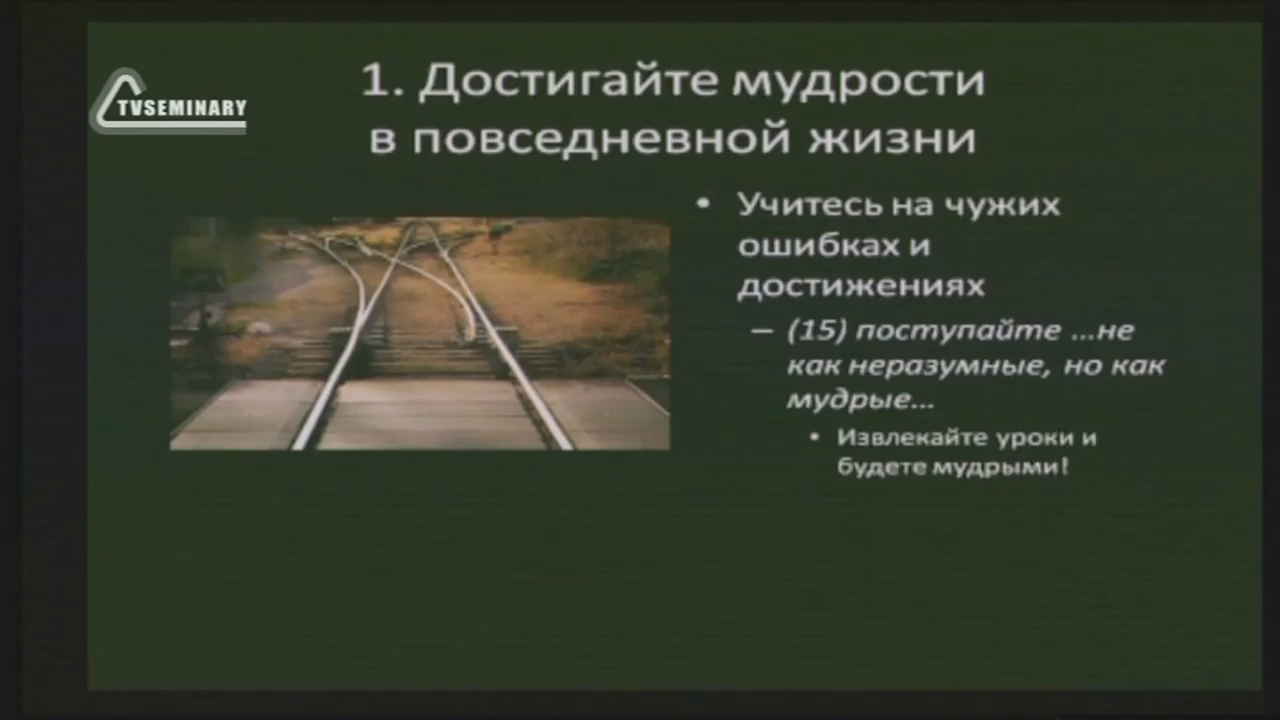 TVSEMINARY
1. Достигайте мудрости
в повседневной жизни
• Учитесь на чужих
ошибках и
достижениях
– (15) поступайте ...не
как неразумные, но как
мудрые...
• Извлекайте уроки и
будете мудрыми!